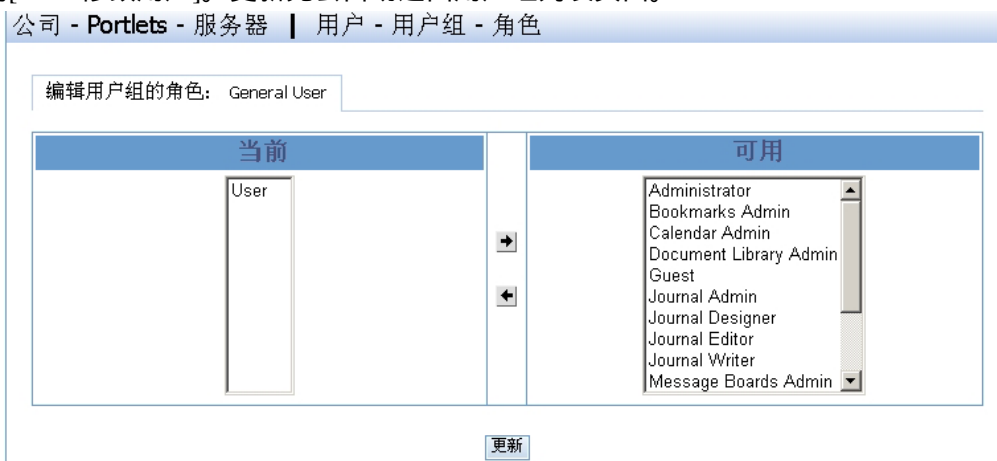 公司 - Portlets - 服务器 | 用户 - 用户组 - 角色
编辑用户组的角色： General User
当前
可用
User
Administrator
Bookmarks Admin
Calendar Admin
Document Library Admin
Guest
Journal Admin
Journal Designer
Journal Editor
Journal Writer
Message Boards Admin
更新